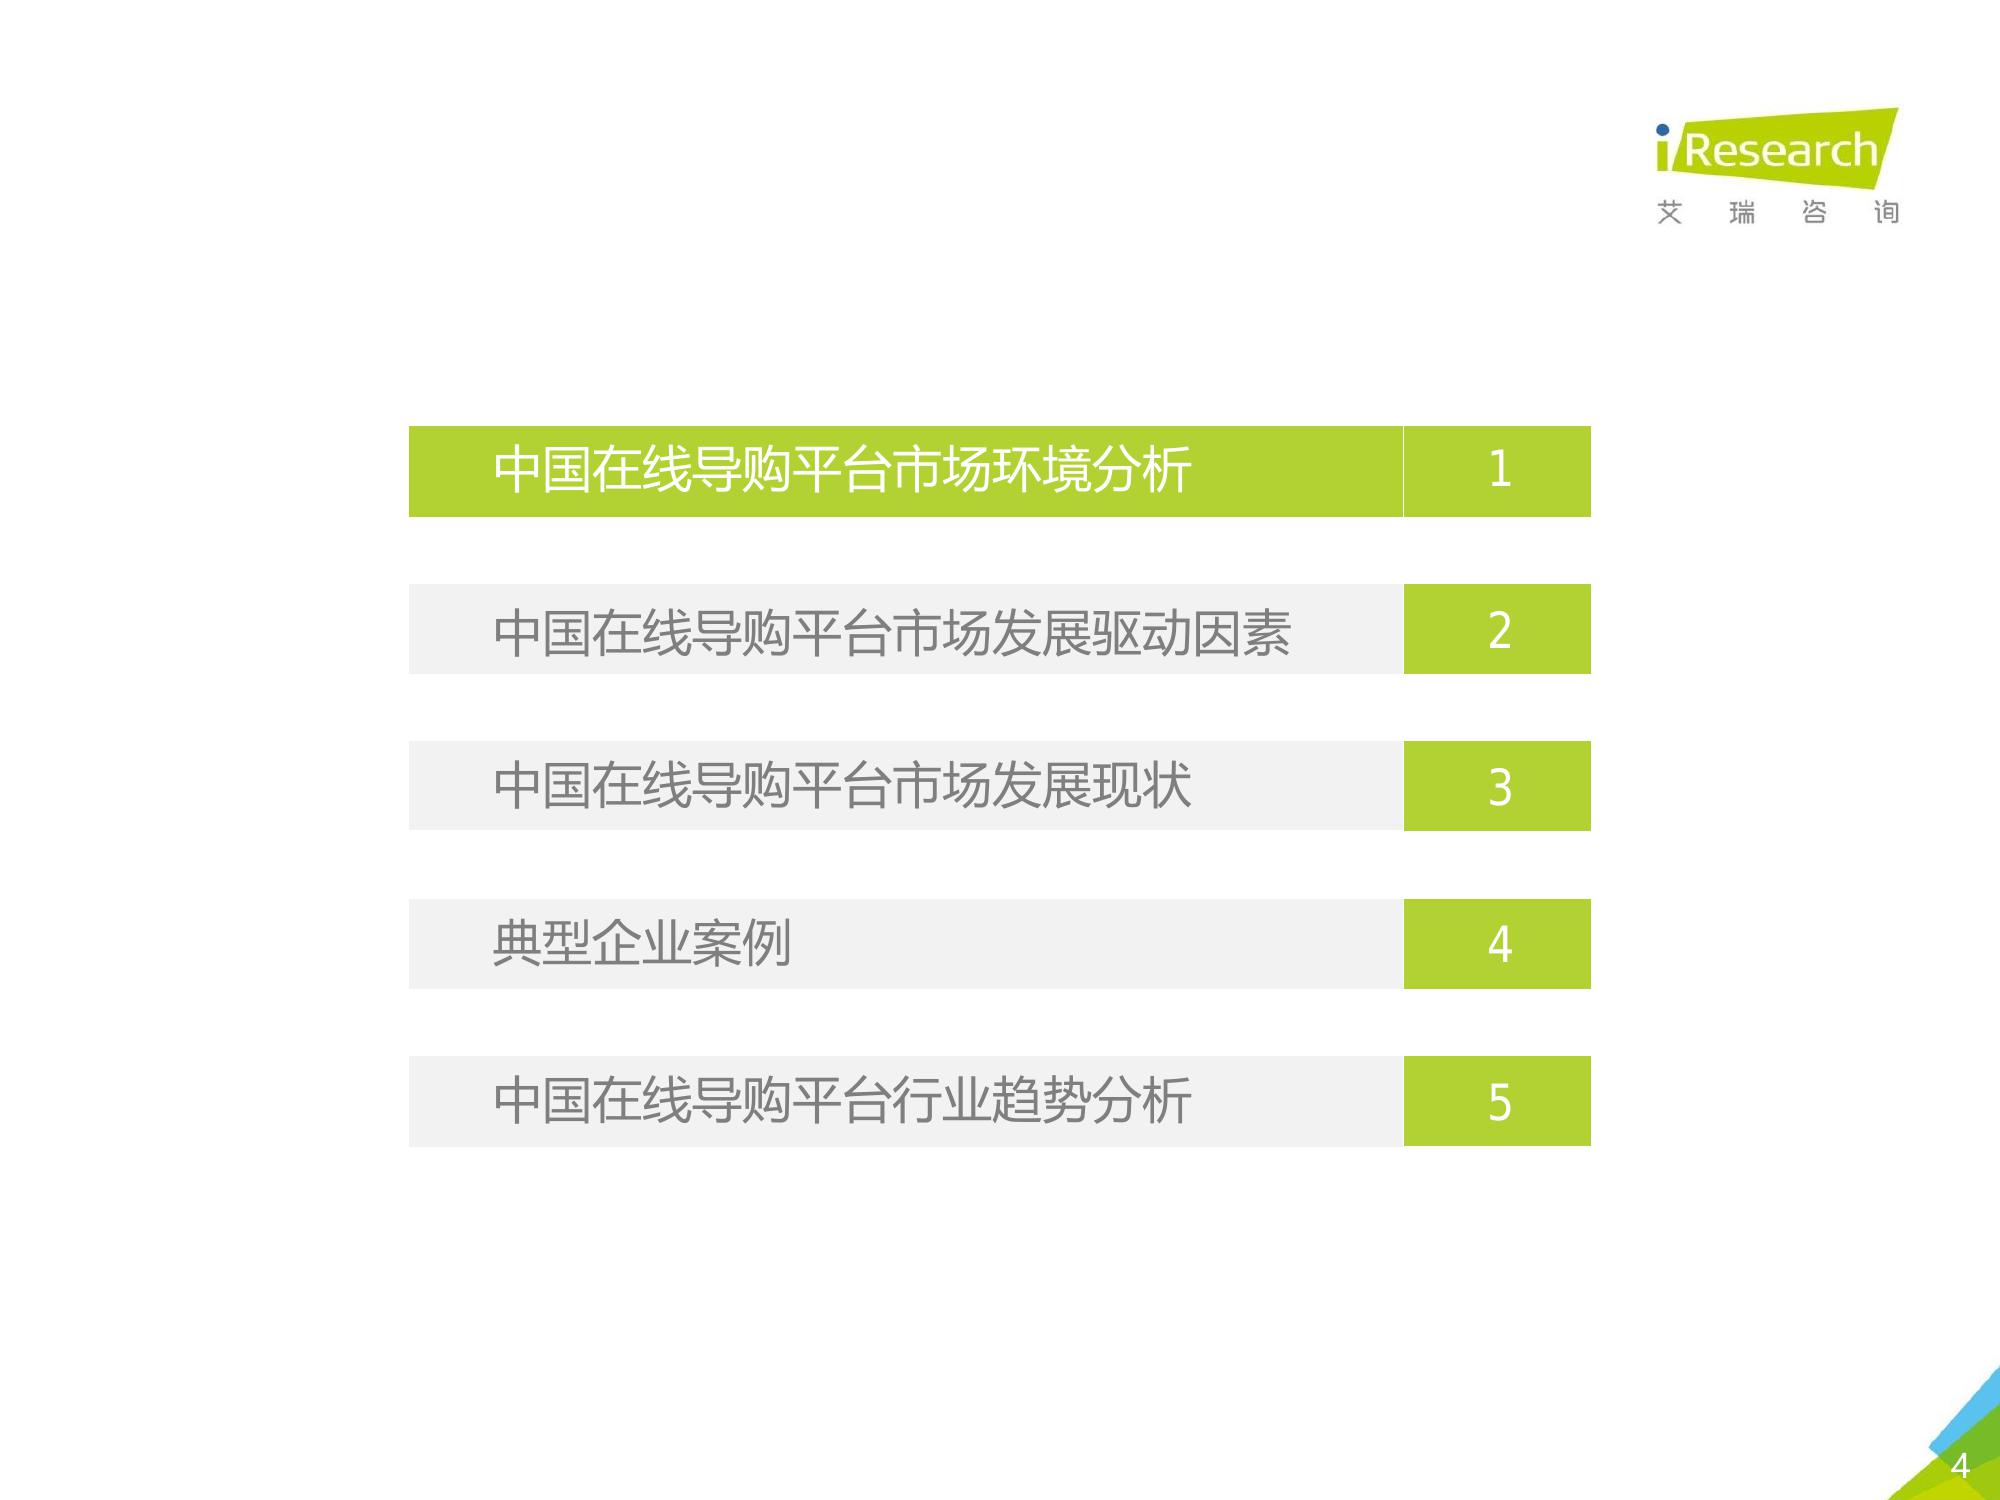 iResearch
艾瑞咨询
中国在线导购平台市场环境分析 1
中国在线导购平台市场发展驱动因素 2
中国在线导购平台市场发展现状 3
典型企业案例 4
中国在线导购平台行业趋势分析 5
4